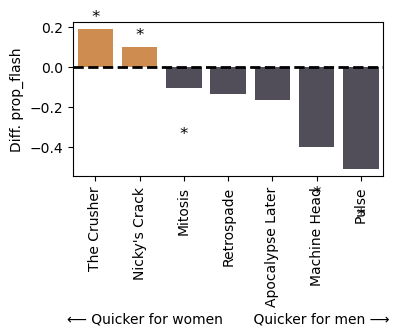 Diff. prop_flash
0.2
0.0
−0.2
−0.4
*
*
*
*
*
The Crusher
Nicky's Crack
Mitosis
Retrospade
Apocalypse Later
Machine Head
Pulse
⟵ Quicker for women
Quicker for men ⟶